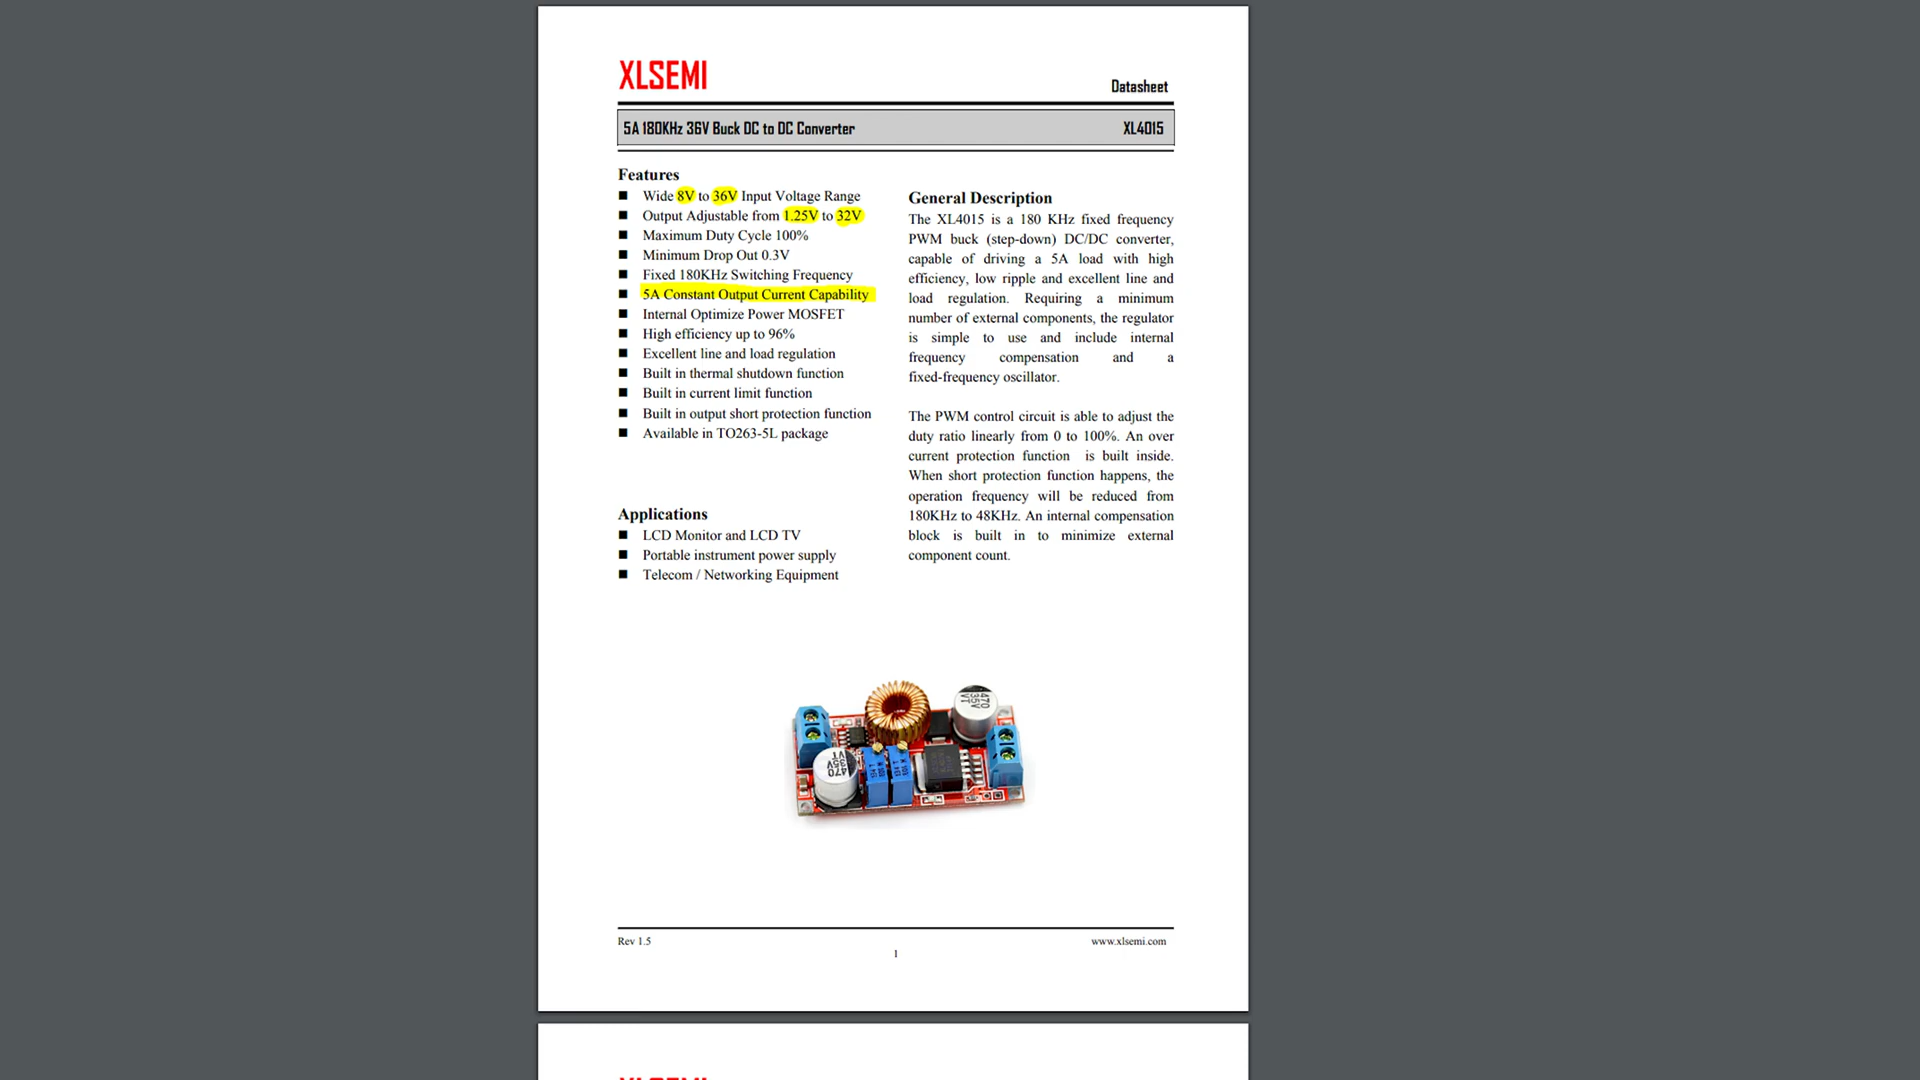 XLSEMI
Datasheet
5A 180KHz 36V Buck DC to DC Converter XL4015
Features
■ Wide 8V to 36V Input Voltage Range
■ Output Adjustable from 1.25V to 32V
■ Maximum Duty Cycle 100%
■ Minimum Drop Out 0.3V
■ Fixed 180KHz Switching Frequency
■ 5A Constant Output Current Capability
■ Internal Optimize Power MOSFET
■ High efficiency up to 96%
■ Excellent line and load regulation
■ Built in thermal shutdown function
■ Built in current limit function
■ Built in output short protection function
■ Available in TO263-5L package
Applications
■ LCD Monitor and LCD TV
■ Portable instrument power supply
■ Telecom / Networking Equipment
General Description
The XL4015 is a 180 KHz fixed frequency
PWM buck (step-down) DC/DC converter,
capable of driving a 5A load with high
efficiency, low ripple and excellent line and
load regulation. Requiring a minimum
number of external components, the regulator
is simple to use and include internal
frequency compensation and a
fixed-frequency oscillator.
The PWM control circuit is able to adjust the
duty ratio linearly from 0 to 100%. An over
current protection function is built inside.
When short protection function happens, the
operation frequency will be reduced from
180KHz to 48KHz. An internal compensation
block is built in to minimize external
component count.
470
35V
VT
470
35V
VT
Rev 1.5
www.xlsemi.com
1
XLSEMI